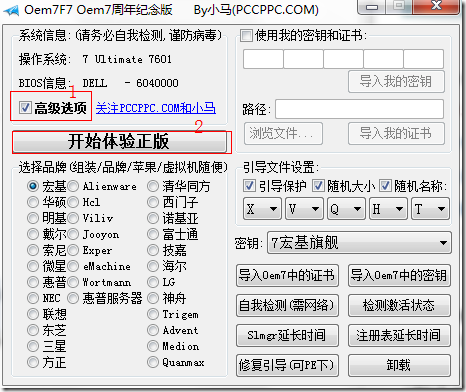 Oem7F7 Oem7周年纪念版 By小马(PCCPPC.COM)
系统信息: (请务必自我检测, 谨防病毒)
操作系统: 7 Ultimate 7601
BIOS信息: DELL - 6040000
1
高级选项 关注PCCPPC.COM和小马
2
开始体验正版
选择品牌(组装/品牌/苹果/虚拟机随便)
宏基 Alienware 清华同方
华硕 Hcl 西门子
明基 Viliv 诺基亚
戴尔 Jooyon 富士通
索尼 Exper 技嘉
微星 eMachine 海尔
惠普 Wortmann LG
NEC 惠普服务器 神舟
联想 Trigem
东芝 Advent
三星 Medion
方正 Quanmax
使用我的密钥和证书:
导入我的密钥
路径:
浏览文件... 导入我的证书
引导文件设置:
引导保护 随机大小 随机名称:
X V Q H T
密钥: 7宏基旗舰
导入Oem7中的证书 导入Oem7中的密钥
自我检测(需网络) 检测激活状态
Slmgr延长时间 注册表延长时间
修复引导(可PE下) 卸载